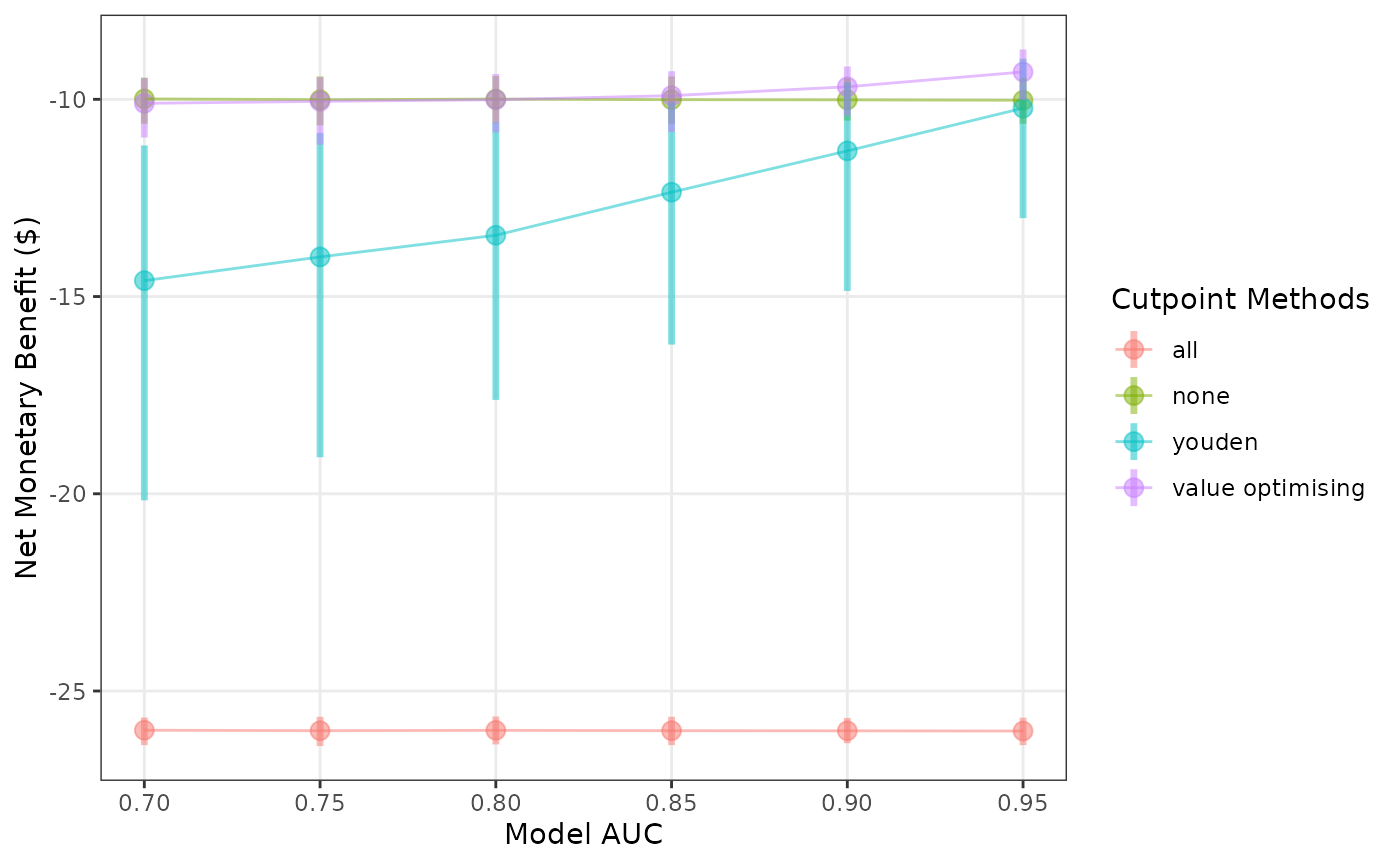 Net Monetary Benefit ($)
-10
-15
-20
-25
0.70 0.75 0.80 0.85 0.90 0.95
Model AUC
Cutpoint Methods
all
none
youden
value optimising